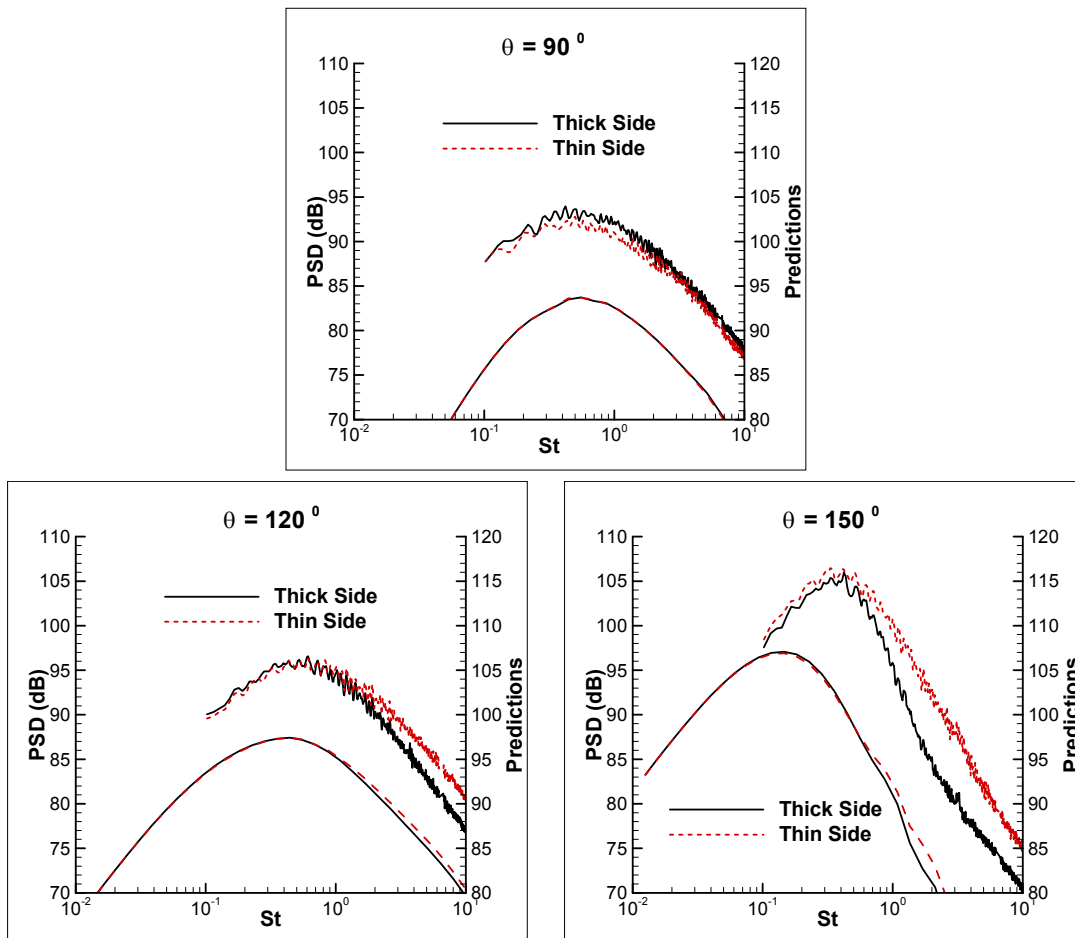 θ = 90 ⁰
110 120
105 115
Thick Side
100 110
Thin Side
95 105
90 100
85 95
80 90
75 85
70 80
PSD (dB)
Predictions
10⁻² 10⁻¹ 10⁰ 10¹
St
θ = 120 ⁰
110 120
105 115
Thick Side
100 110
Thin Side
95 105
90 100
85 95
80 90
75 85
70 80
PSD (dB)
Predictions
10⁻² 10⁻¹ 10⁰ 10¹
St
θ = 150 ⁰
110 120
105 115
100 110
95 105
90 100
85 95
80 90
Thick Side
75 85
Thin Side
70 80
PSD (dB)
Predictions
10⁻² 10⁻¹ 10⁰ 10¹
St